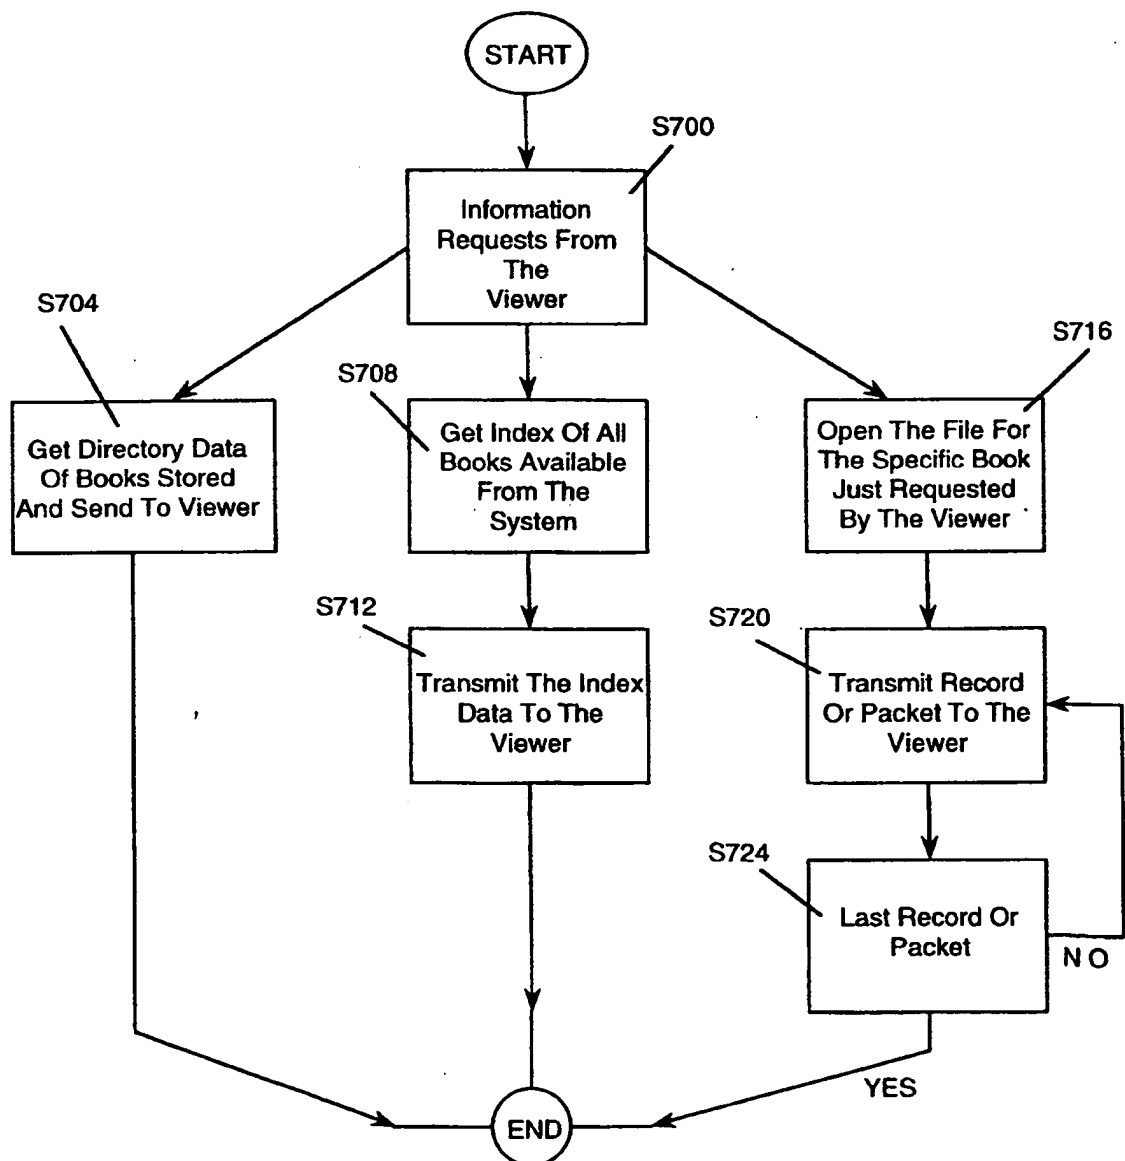 START
S700
Information
Requests From
The
Viewer
S704
Get Directory Data
Of Books Stored
And Send To Viewer
S708
Get Index Of All
Books Available
From The
System
S716
Open The File For
The Specific Book
Just Requested
By The Viewer
S712
Transmit The Index
Data To The
Viewer
S720
Transmit Record
Or Packet To The
Viewer
S724
Last Record Or
Packet
NO
YES
END